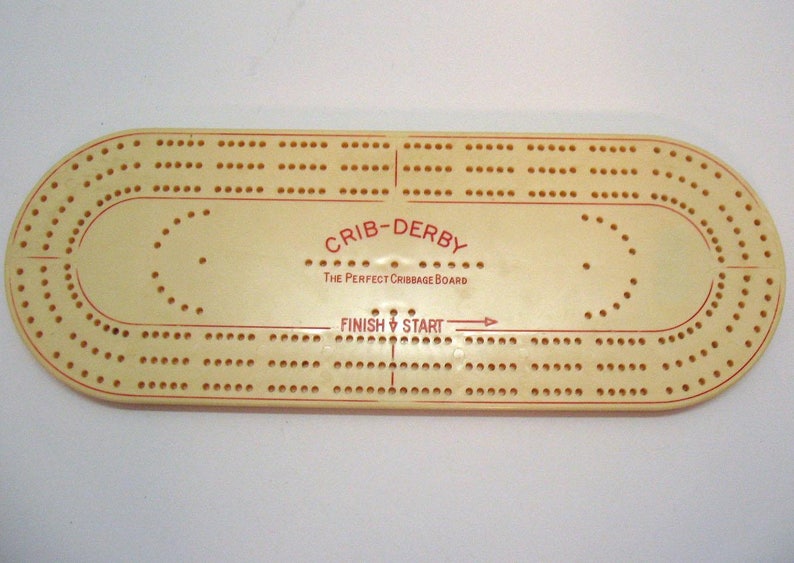 CRIB-DERBY
THE PERFECT CRIBBAGE BOARD
FINISH START